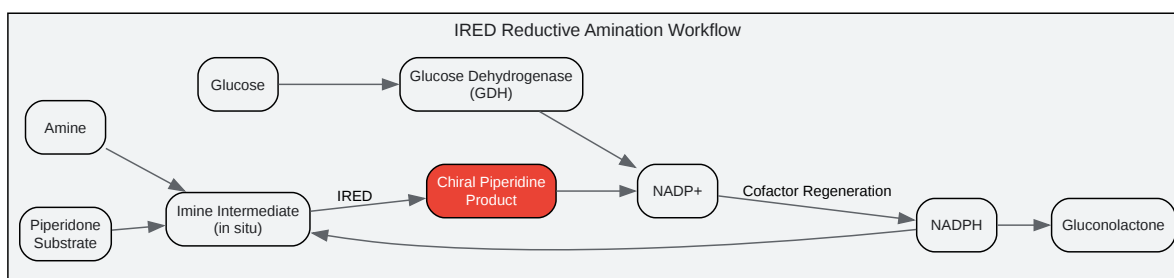 IRED Reductive Amination Workflow
Glucose
Glucose Dehydrogenase
(GDH)
Amine
Piperidone
Substrate
Imine Intermediate
(in situ)
IRED
Chiral Piperidine
Product
NADP+
Cofactor Regeneration
NADPH
Gluconolactone